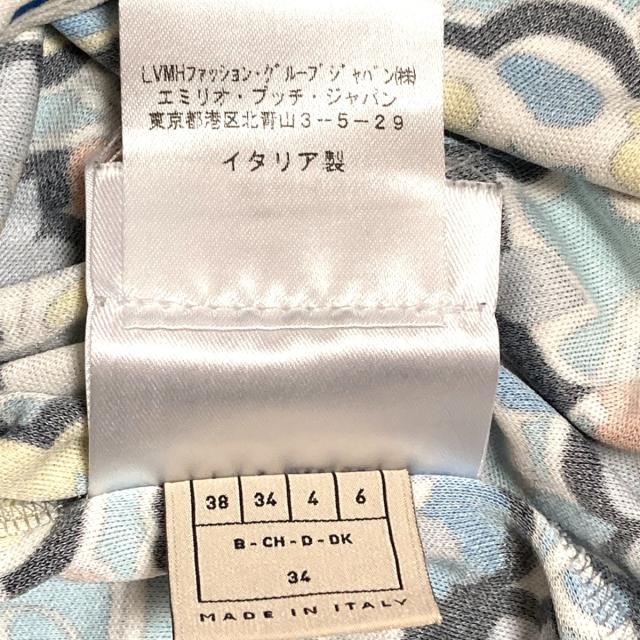 LVMHファッション・グループジャパン(株)
エミリオ・プッチ・ジャパン
東京都港区北青山3-5-29
イタリア製
38 34 4 6
B-CH-D-DK
34
MADE IN ITALY